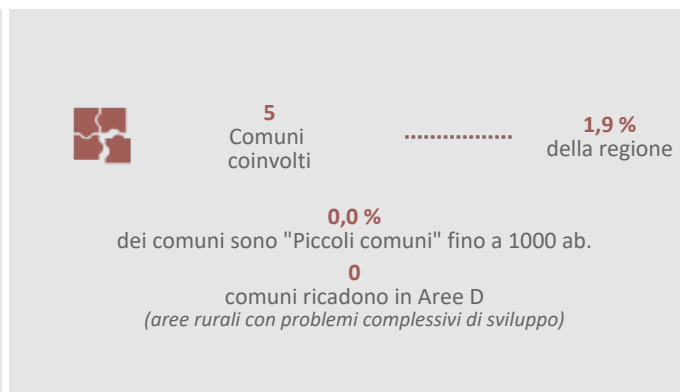 5
Comuni
coinvolti
1,9 %
della regione
0,0 %
dei comuni sono "Piccoli comuni" fino a 1000 ab.
0
comuni ricadono in Aree D
(aree rurali con problemi complessivi di sviluppo)